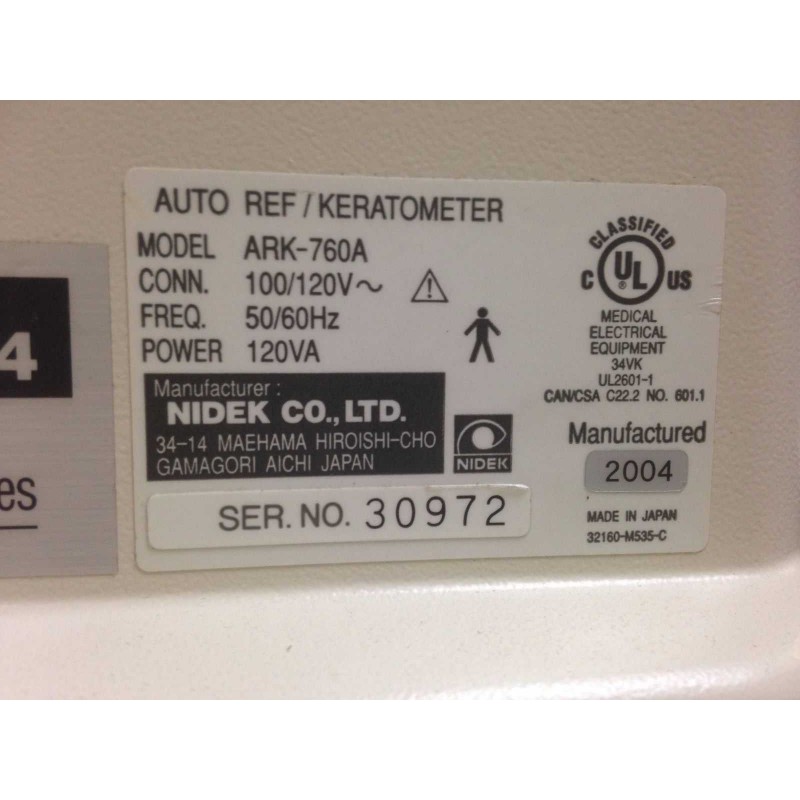 4
es
AUTO REF/KERATOMETER
MODEL ARK-760A
CONN. 100/120V~
FREQ. 50/60Hz
POWER 120VA
Manufacturer :
NIDEK CO., LTD.
34-14 MAEHAMA HIROISHI-CHO
GAMAGORI AICHI JAPAN
NIDEK
SER. NO. 30972
CLASSIFIED
C UL® US
MEDICAL
ELECTRICAL
EQUIPMENT
34VK
UL2601-1
CAN/CSA C22.2 NO. 601.1
Manufactured
2004
MADE IN JAPAN
32160-M535-C